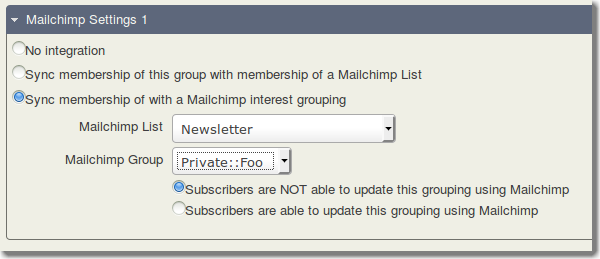 Mailchimp Settings 1
No integration
Sync membership of this group with membership of a Mailchimp List
Sync membership of with a Mailchimp interest grouping
Mailchimp List Newsletter
Mailchimp Group Private::Foo
Subscribers are NOT able to update this grouping using Mailchimp
Subscribers are able to update this grouping using Mailchimp